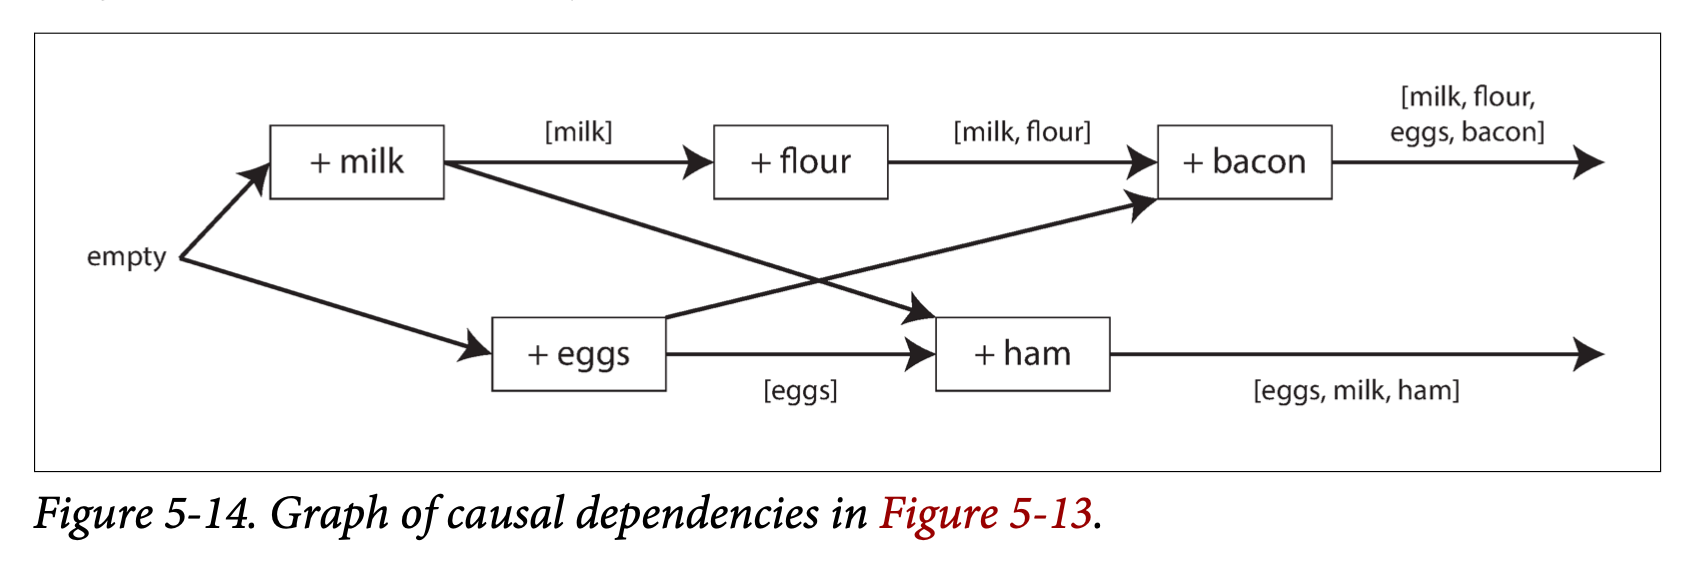 [milk, flour,
eggs, bacon]
[milk]
[milk, flour]
+ milk
+ flour
+ bacon
empty
+ eggs
+ ham
[eggs]
[eggs, milk, ham]
Figure 5-14. Graph of causal dependencies in Figure 5-13.